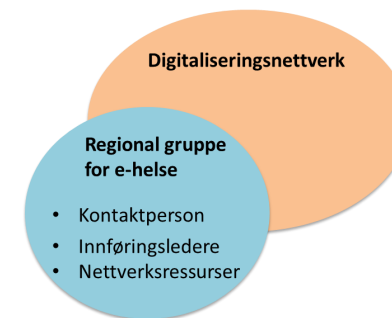 Digitaliseringsnettverk
Regional gruppe
for e-helse
• Kontaktperson
• Innføringsledere
• Nettverksressurser